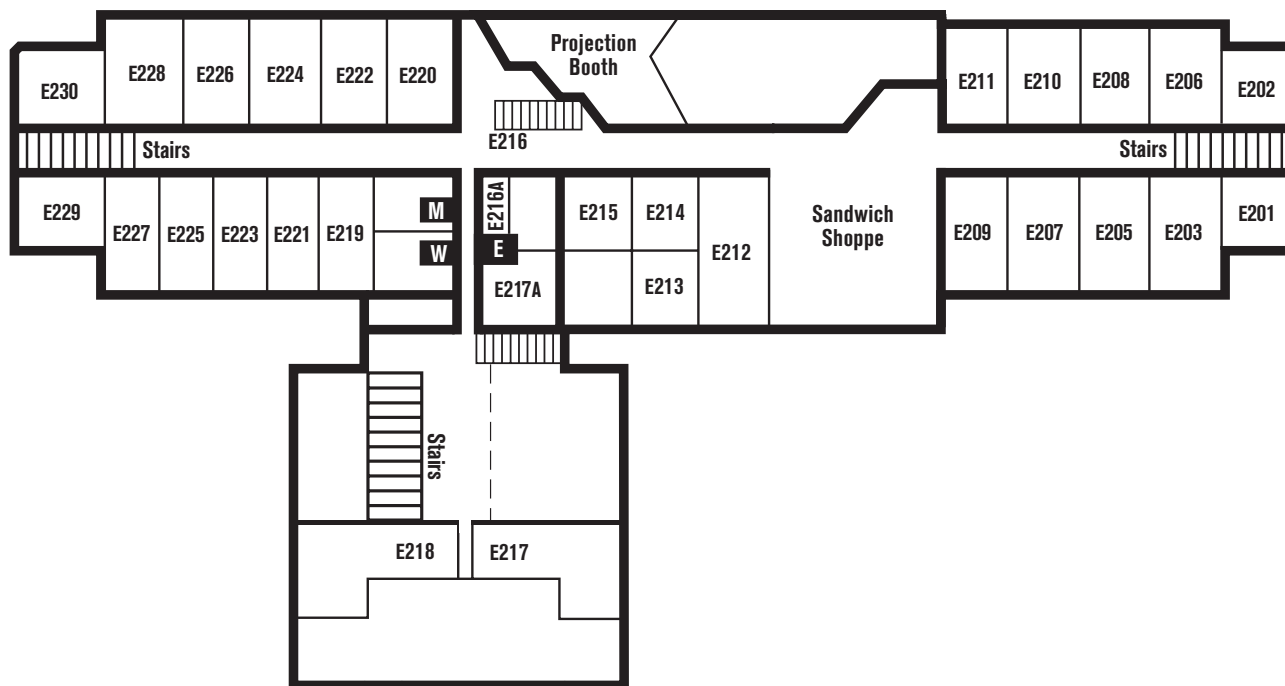 Projection
Booth
E230
E228
E226
E224
E222
E220
E211
E210
E208
E206
E202
E216
Stairs
Stairs
E229
E227
E225
E223
E221
E219
M
W
E216A
E
E217A
E215
E214
E213
E212
Sandwich
Shoppe
E209
E207
E205
E203
E201
Stairs
E218
E217